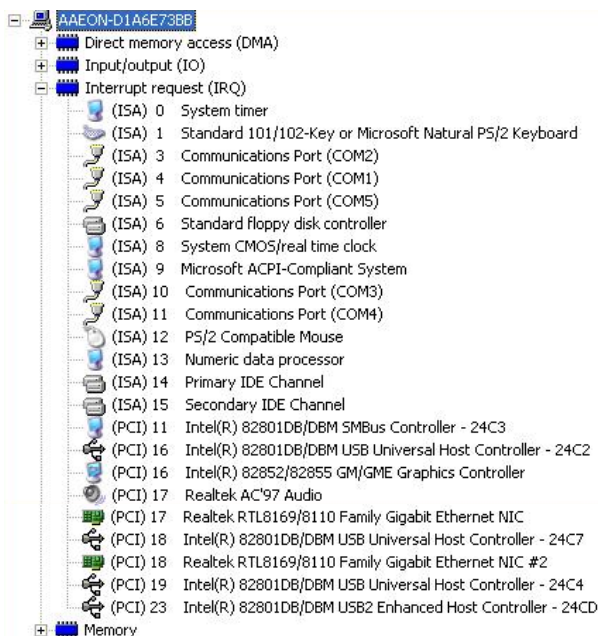 AAEON-D1A6E73BB
Direct memory access (DMA)
Input/output (IO)
Interrupt request (IRQ)
(ISA) 0 System timer
(ISA) 1 Standard 101/102-Key or Microsoft Natural PS/2 Keyboard
(ISA) 3 Communications Port (COM2)
(ISA) 4 Communications Port (COM1)
(ISA) 5 Communications Port (COM5)
(ISA) 6 Standard floppy disk controller
(ISA) 8 System CMOS/real time clock
(ISA) 9 Microsoft ACPI-Compliant System
(ISA) 10 Communications Port (COM3)
(ISA) 11 Communications Port (COM4)
(ISA) 12 PS/2 Compatible Mouse
(ISA) 13 Numeric data processor
(ISA) 14 Primary IDE Channel
(ISA) 15 Secondary IDE Channel
(PCI) 11 Intel(R) 82801DB/DBM SMBus Controller - 24C3
(PCI) 16 Intel(R) 82801DB/DBM USB Universal Host Controller - 24C2
(PCI) 16 Intel(R) 82852/82855 GM/GME Graphics Controller
(PCI) 17 Realtek AC'97 Audio
(PCI) 17 Realtek RTL8169/8110 Family Gigabit Ethernet NIC
(PCI) 18 Intel(R) 82801DB/DBM USB Universal Host Controller - 24C7
(PCI) 18 Realtek RTL8169/8110 Family Gigabit Ethernet NIC #2
(PCI) 19 Intel(R) 82801DB/DBM USB Universal Host Controller - 24C4
(PCI) 23 Intel(R) 82801DB/DBM USB2 Enhanced Host Controller - 24CD
Memory